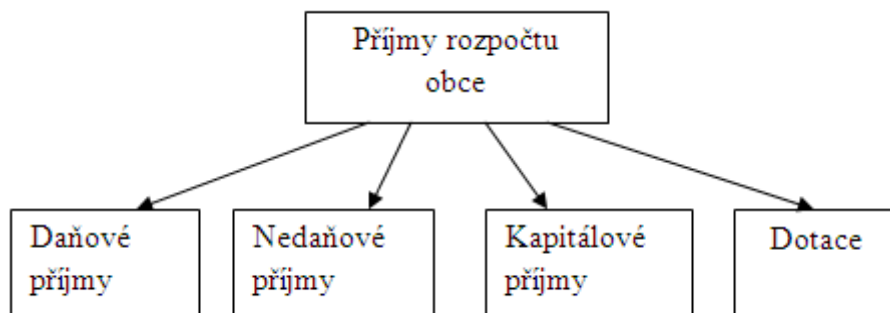 Příjmy rozpočtu
obce
Daňové
příjmy
Nedaňové
příjmy
Kapitálové
příjmy
Dotace